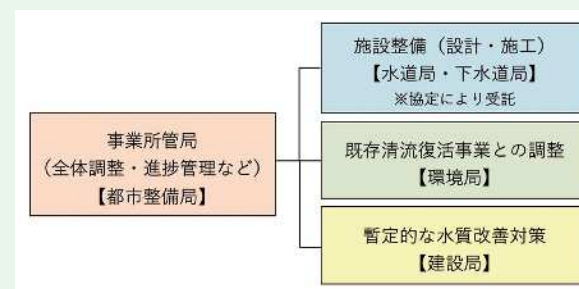 事業所管局
（全体調整・進捗管理など）
【都市整備局】
施設整備（設計・施工）
【水道局・下水道局】
※協定により受託
既存清流復活事業との調整
【環境局】
暫定的な水質改善対策
【建設局】